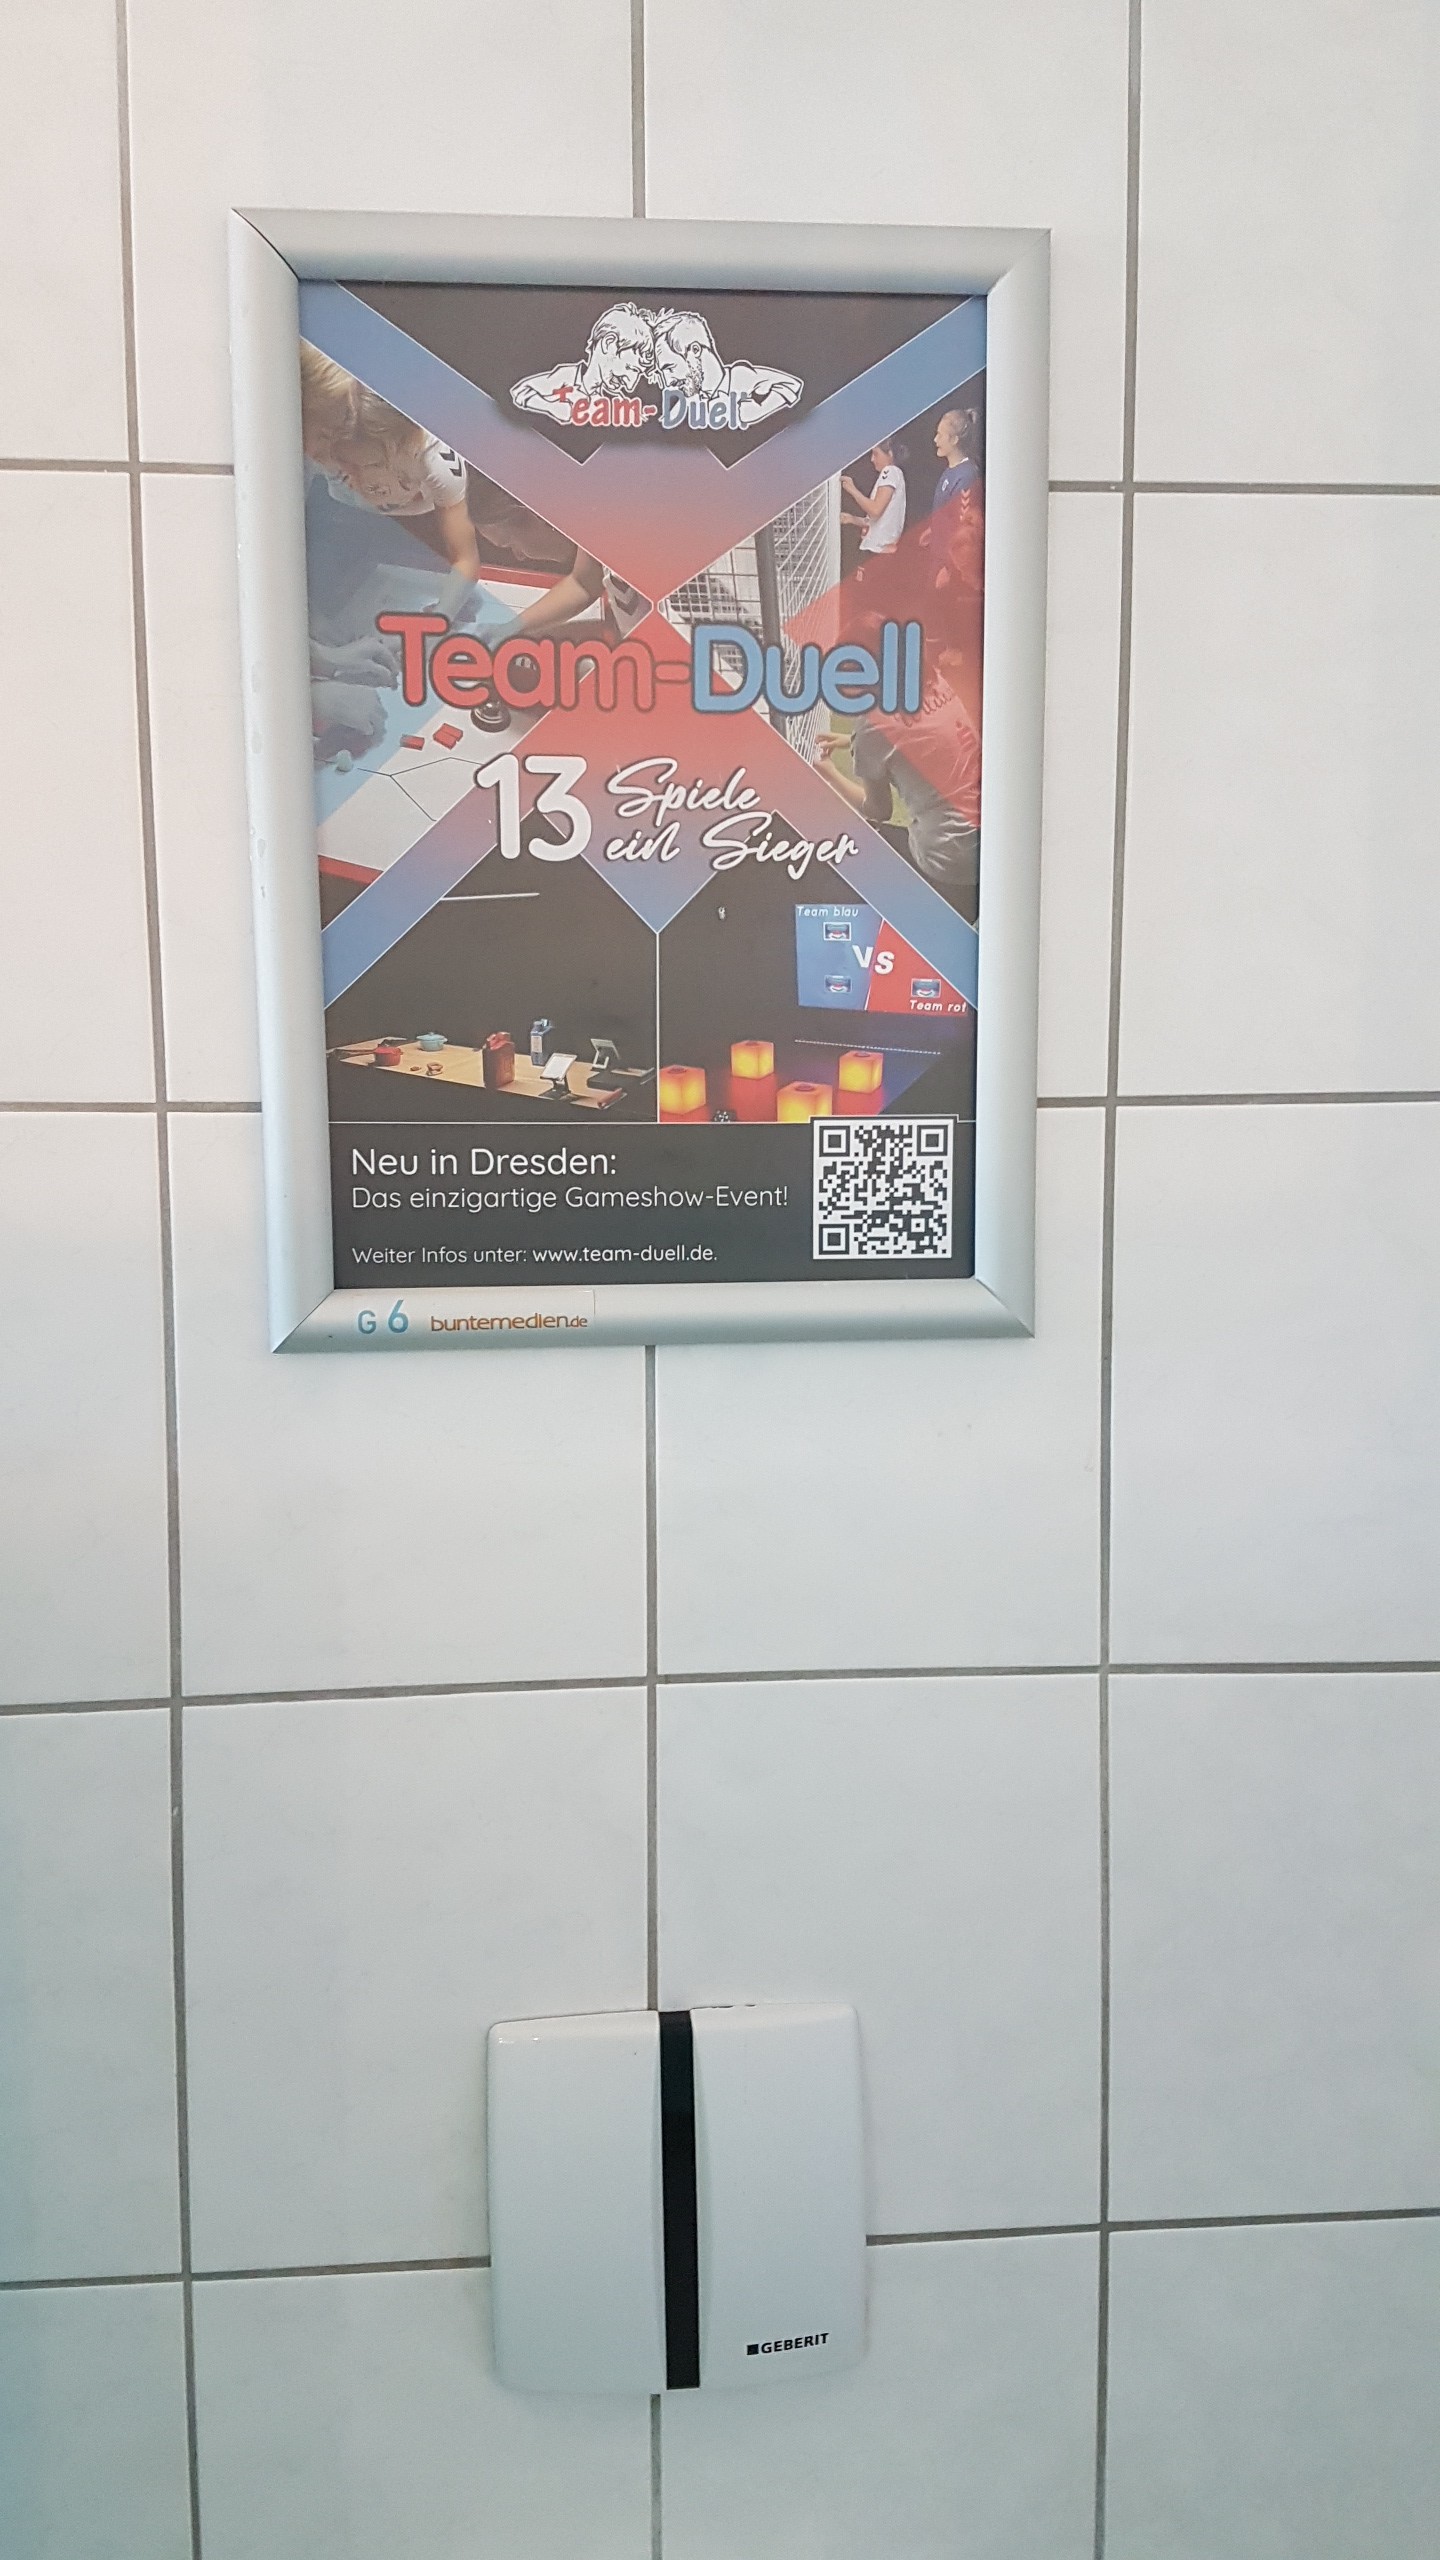 Team-Duell
Team-Duell
13 Spiele
ein Sieger
Team blau
VS
Team rot
Neu in Dresden:
Das einzigartige Gameshow-Event!
Weiter Infos unter: www.team-duell.de.
G 6 buntemedien.de
GEBERIT